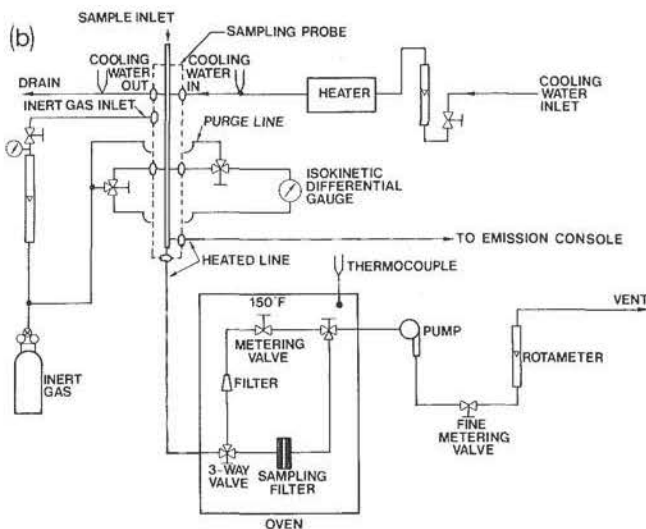 (b)
SAMPLE INLET
SAMPLING PROBE
COOLING
WATER
OUT
COOLING
WATER
IN
DRAIN
HEATER
COOLING
WATER
INLET
INERT GAS INLET
PURGE LINE
ISOKINETIC
DIFFERENTIAL
GAUGE
TO EMISSION CONSOLE
HEATED LINE
THERMOCOUPLE
150°F
METERING
VALVE
PUMP
VENT
ROTAMETER
FILTER
INERT
GAS
FINE
METERING
VALVE
3-WAY
VALVE
SAMPLING
FILTER
OVEN